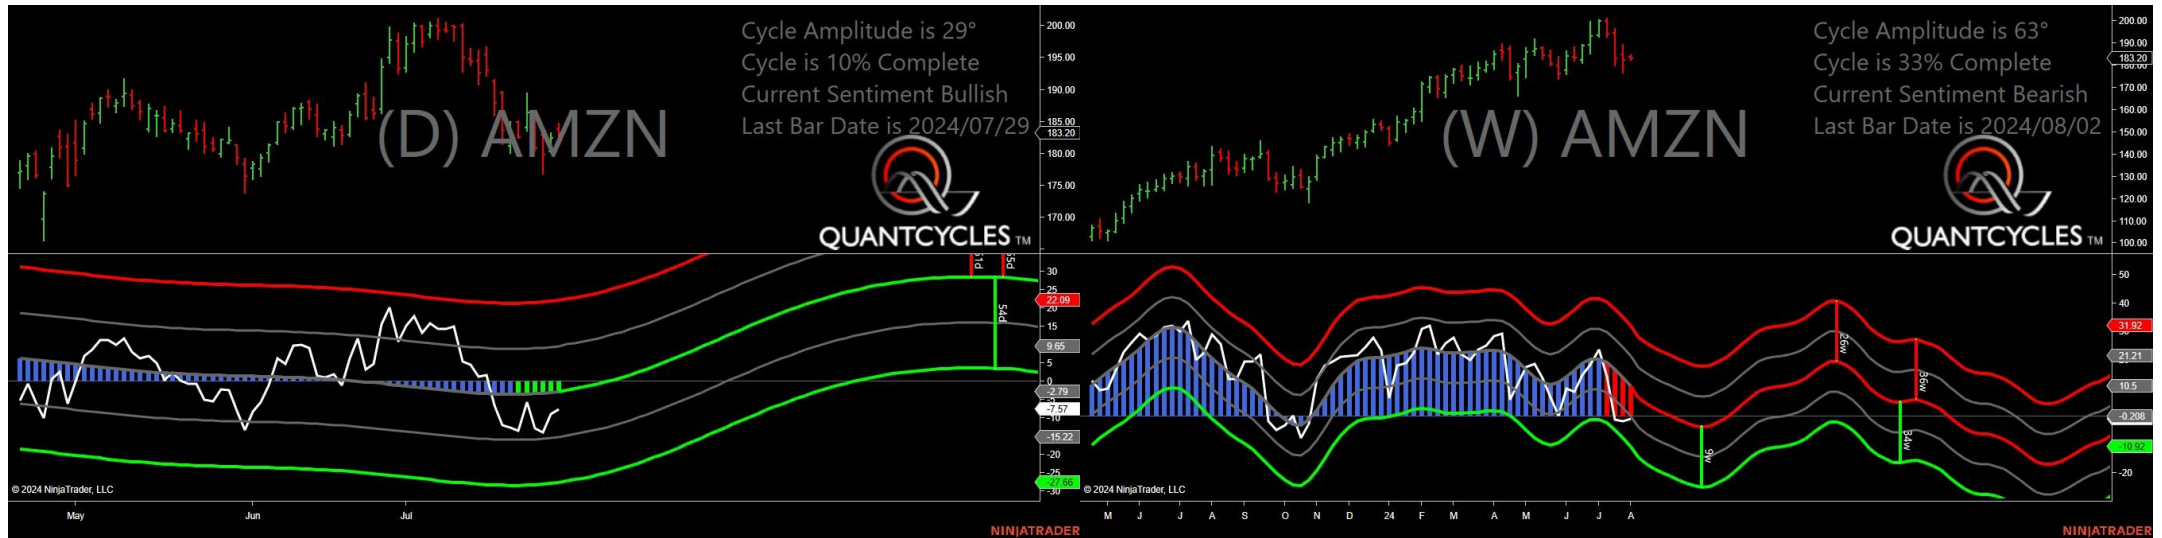 Cycle Amplitude is 29°
Cycle is 10% Complete
Current Sentiment Bullish
Last Bar Date is 2024/07/29
(D) AMZN
QUANTCYCLES TM
200.00
195.00
190.00
185.00
183.20
180.00
175.00
170.00
51d
55d
54d
30
25
22.09
20
15
9.65
5
0
-2.79
-7.57
-10
-15.22
-20
-25
-27.66
-30
© 2024 NinjaTrader, LLC
May
Jun
Jul
NINJATRADER
Cycle Amplitude is 63°
Cycle is 33% Complete
Current Sentiment Bearish
Last Bar Date is 2024/08/02
(W) AMZN
QUANTCYCLES TM
200.00
190.00
183.20
180.00
170.00
160.00
150.00
140.00
130.00
120.00
110.00
100.00
26w
36w
9w
34w
50
40
31.92
21.21
10.5
-0.208
-10.92
-20
© 2024 NinjaTrader, LLC
M J J A S O N D 24 F M A M J J A
NINJATRADER